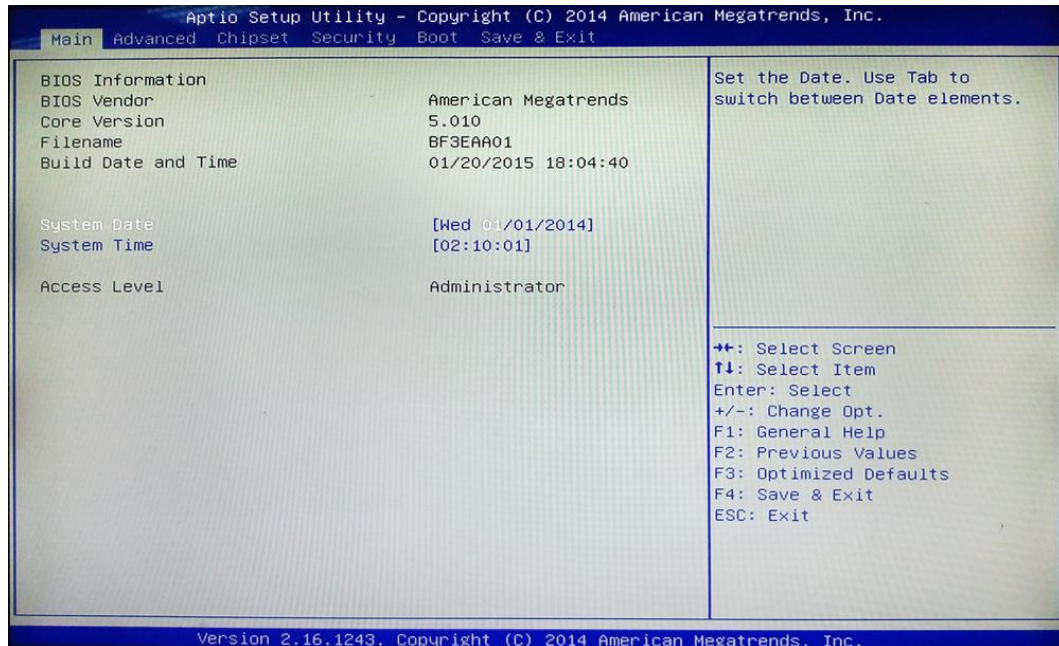 Aptio Setup Utility – Copyright (C) 2014 American Megatrends, Inc.
Main Advanced Chipset Security Boot Save & Exit
BIOS Information
BIOS Vendor American Megatrends
Core Version 5.010
Filename BF3EAA01
Build Date and Time 01/20/2015 18:04:40
System Date [Wed 01/01/2014]
System Time [02:10:01]
Access Level Administrator
Set the Date. Use Tab to
switch between Date elements.
→←: Select Screen
↑↓: Select Item
Enter: Select
+/-: Change Opt.
F1: General Help
F2: Previous Values
F3: Optimized Defaults
F4: Save & Exit
ESC: Exit
Version 2.16.1243. Copyright (C) 2014 American Megatrends, Inc.